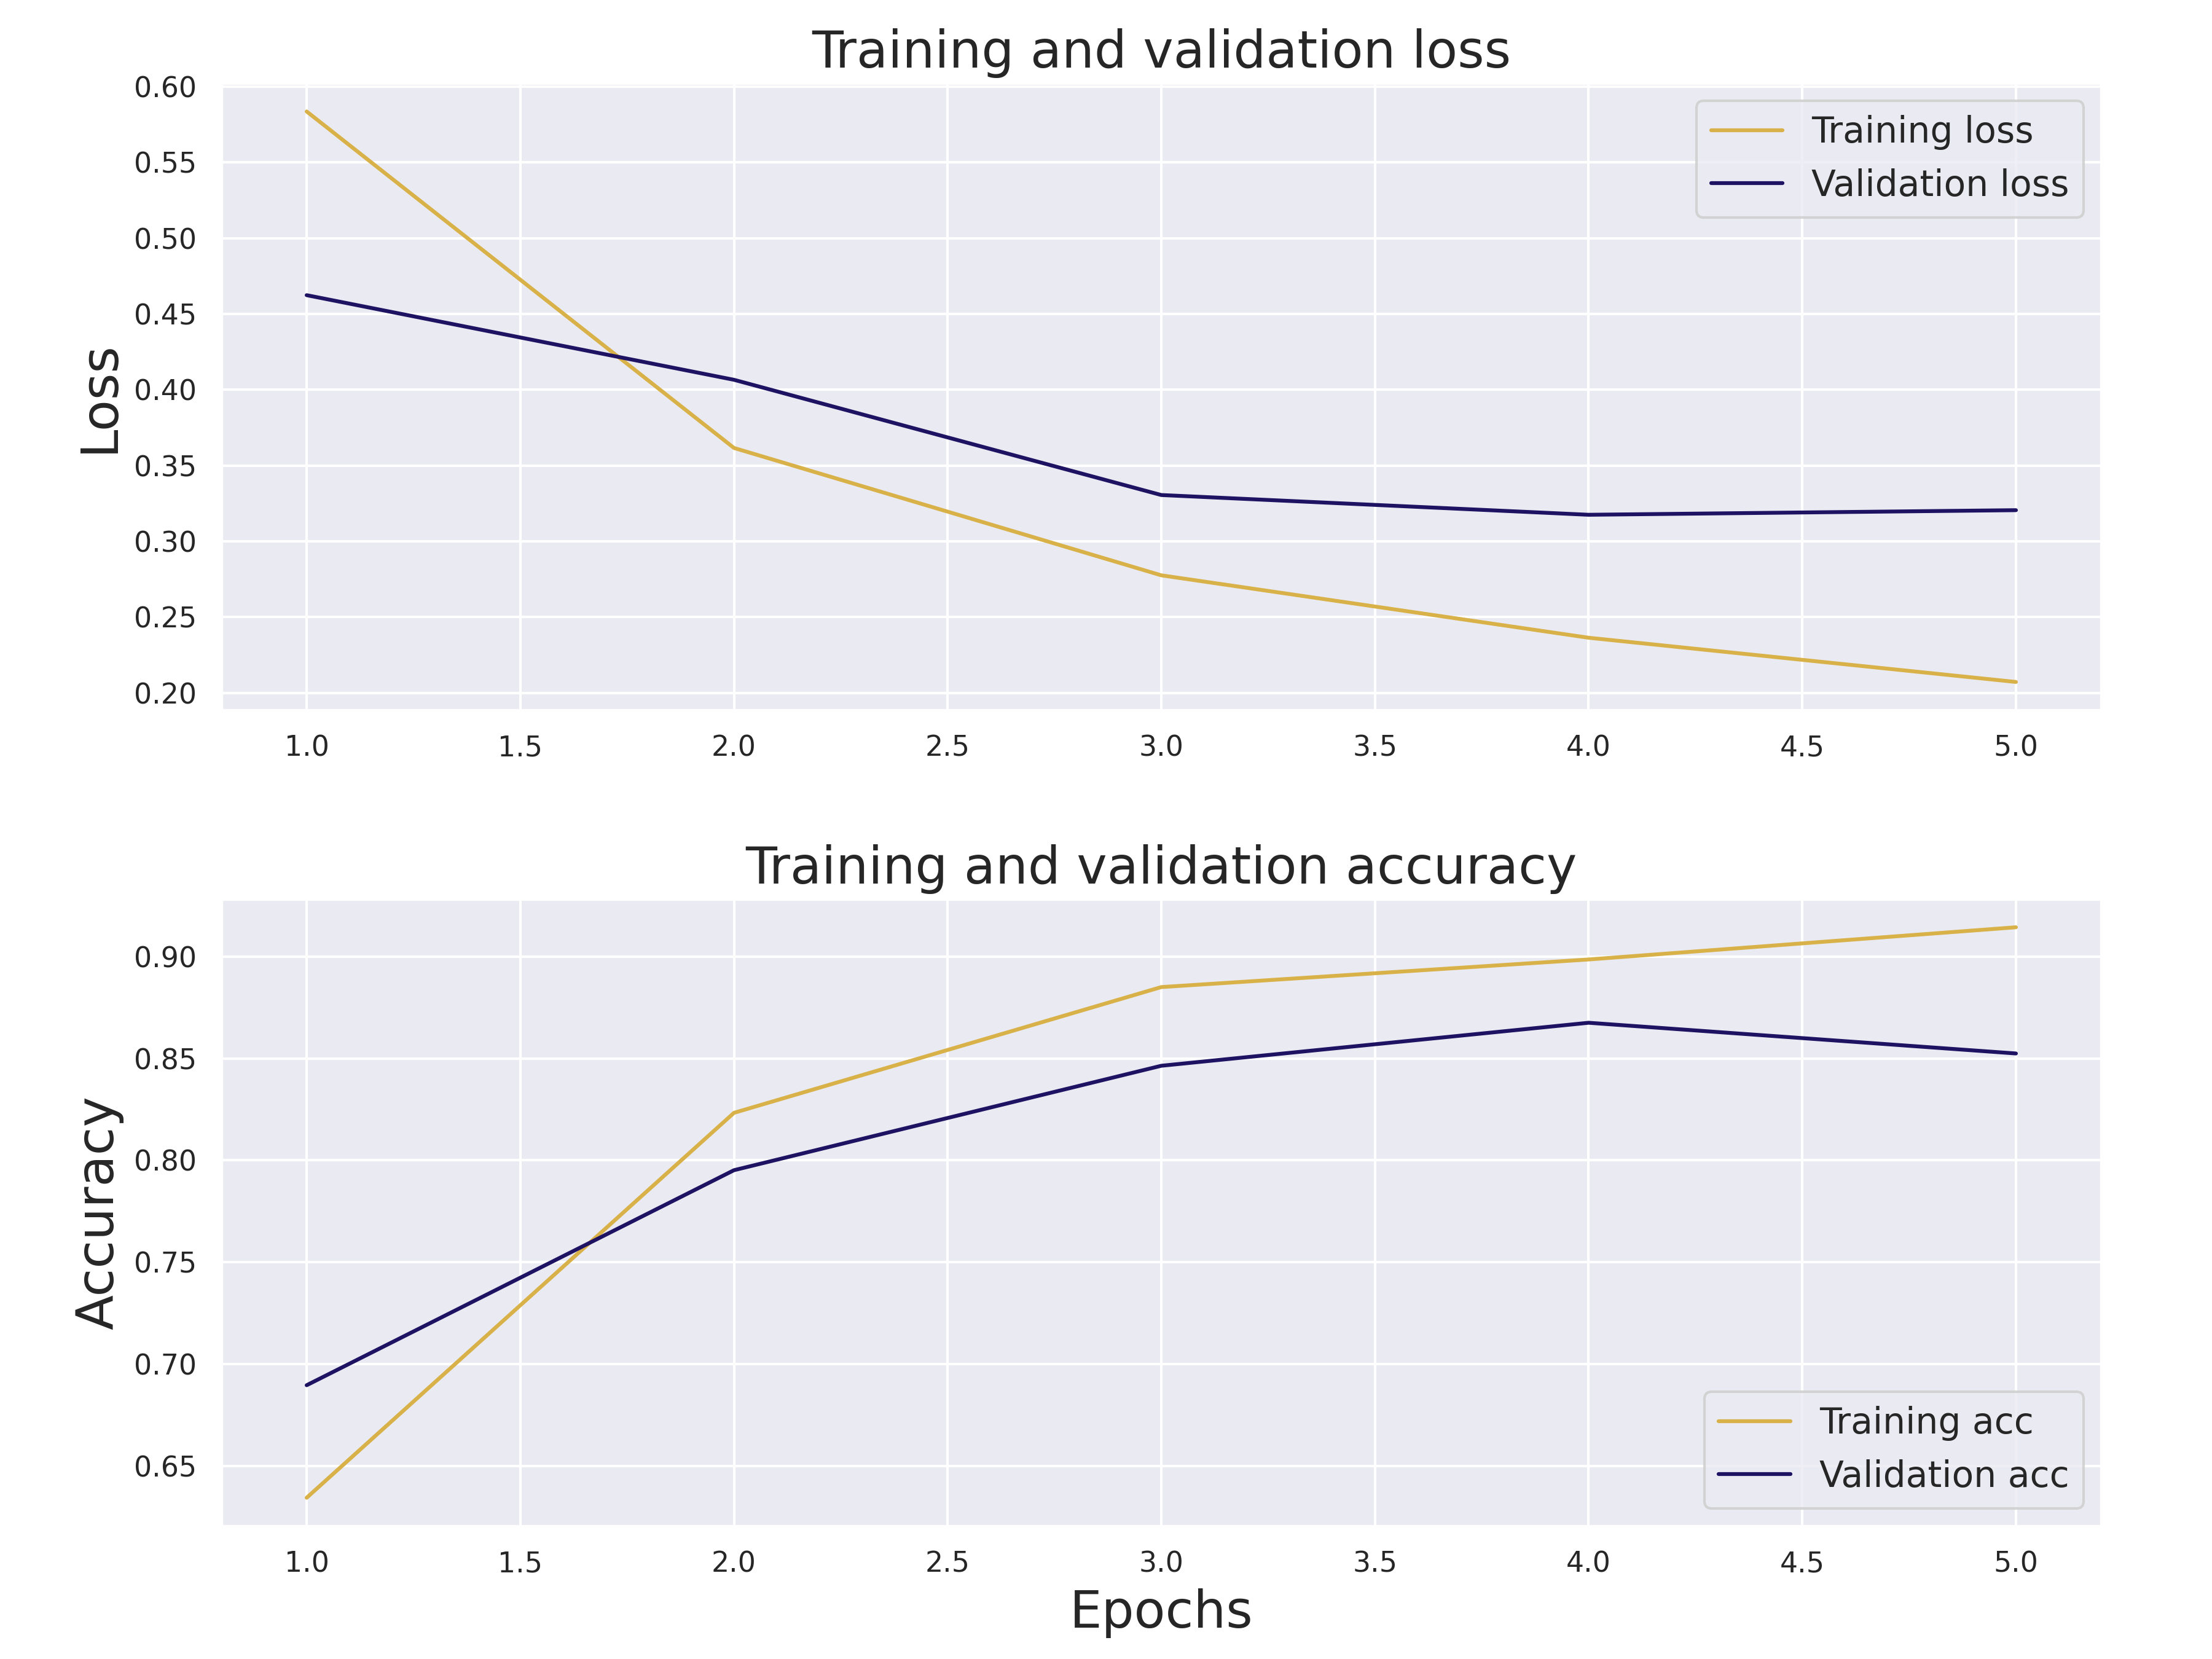 Training and validation loss
0.60
0.55
0.50
0.45
0.40
0.35
0.30
0.25
0.20
Loss
Training loss
Validation loss
1.0 1.5 2.0 2.5 3.0 3.5 4.0 4.5 5.0
Training and validation accuracy
0.90
0.85
0.80
0.75
0.70
0.65
Accuracy
Training acc
Validation acc
1.0 1.5 2.0 2.5 3.0 3.5 4.0 4.5 5.0
Epochs